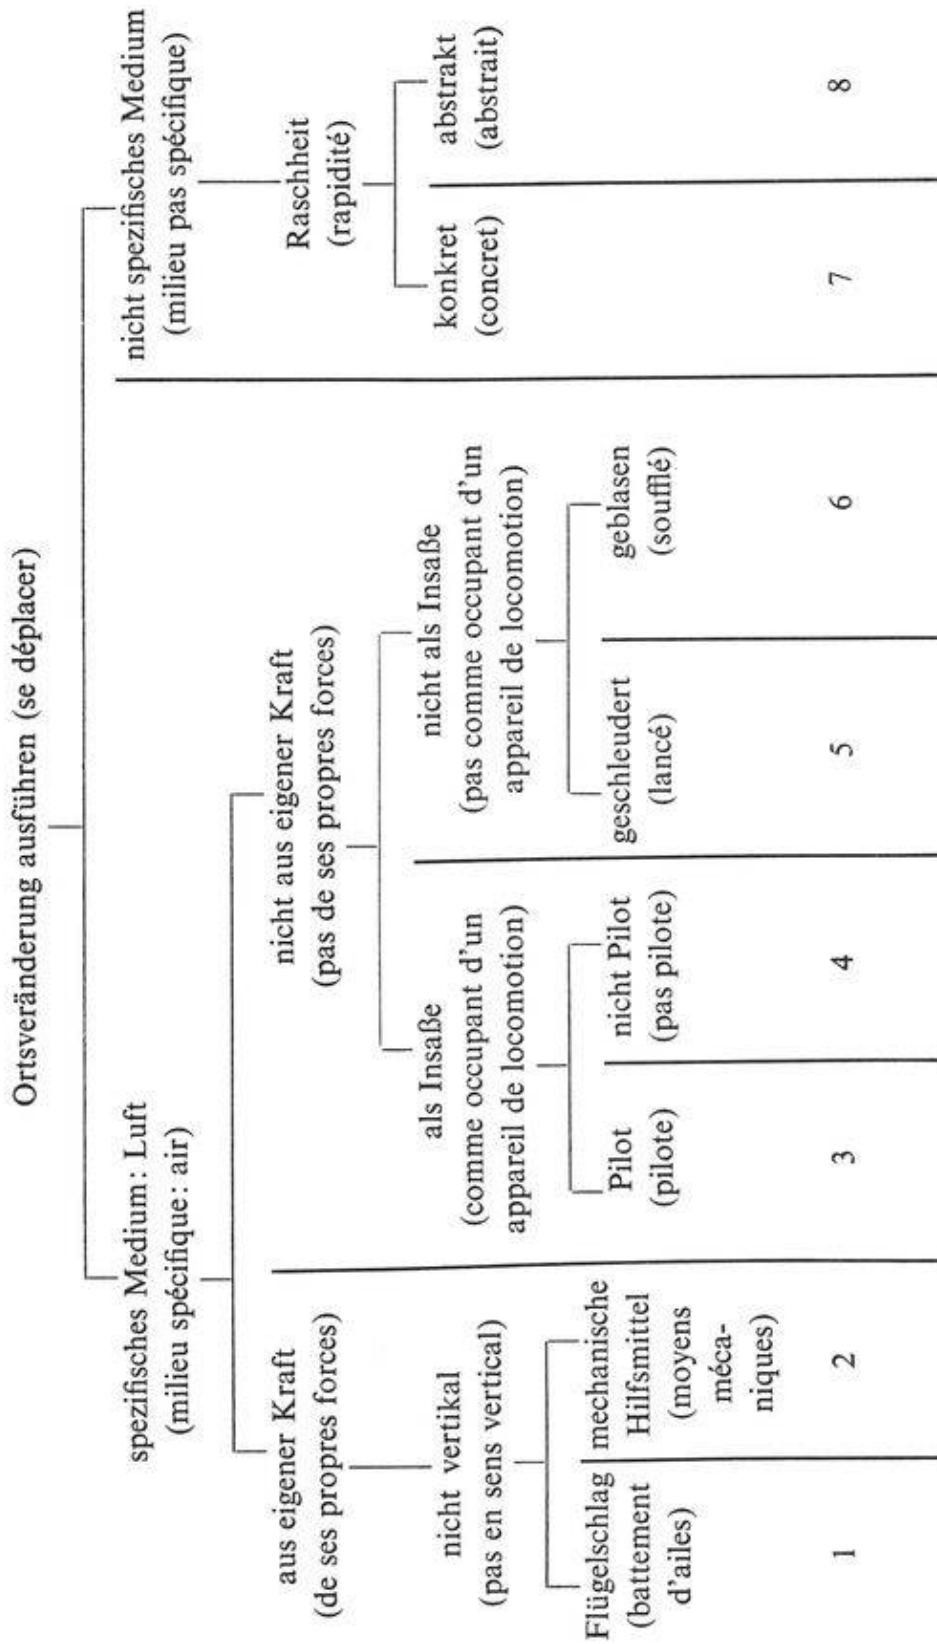 Ortsveränderung ausführen (se déplacer)
spezifisches Medium: Luft
(milieu spécifique: air)
nicht spezifisches Medium
(milieu pas spécifique)
aus eigener Kraft
(de ses propres forces)
nicht aus eigener Kraft
(pas de ses propres forces)
Raschheit
(rapidité)
nicht vertikal
(pas en sens vertical)
als Insaße
(comme occupant d'un
appareil de locomotion)
nicht als Insaße
(pas comme occupant d'un
appareil de locomotion)
konkret
(concret)
abstrakt
(abstrait)
Flügelschlag
(battement
d'ailes)
mechanische
Hilfsmittel
(moyens
méca-
niques)
Pilot
(pilote)
nicht Pilot
(pas pilote)
geschleudert
(lancé)
geblasen
(soufflé)
1 2 3 4 5 6 7 8